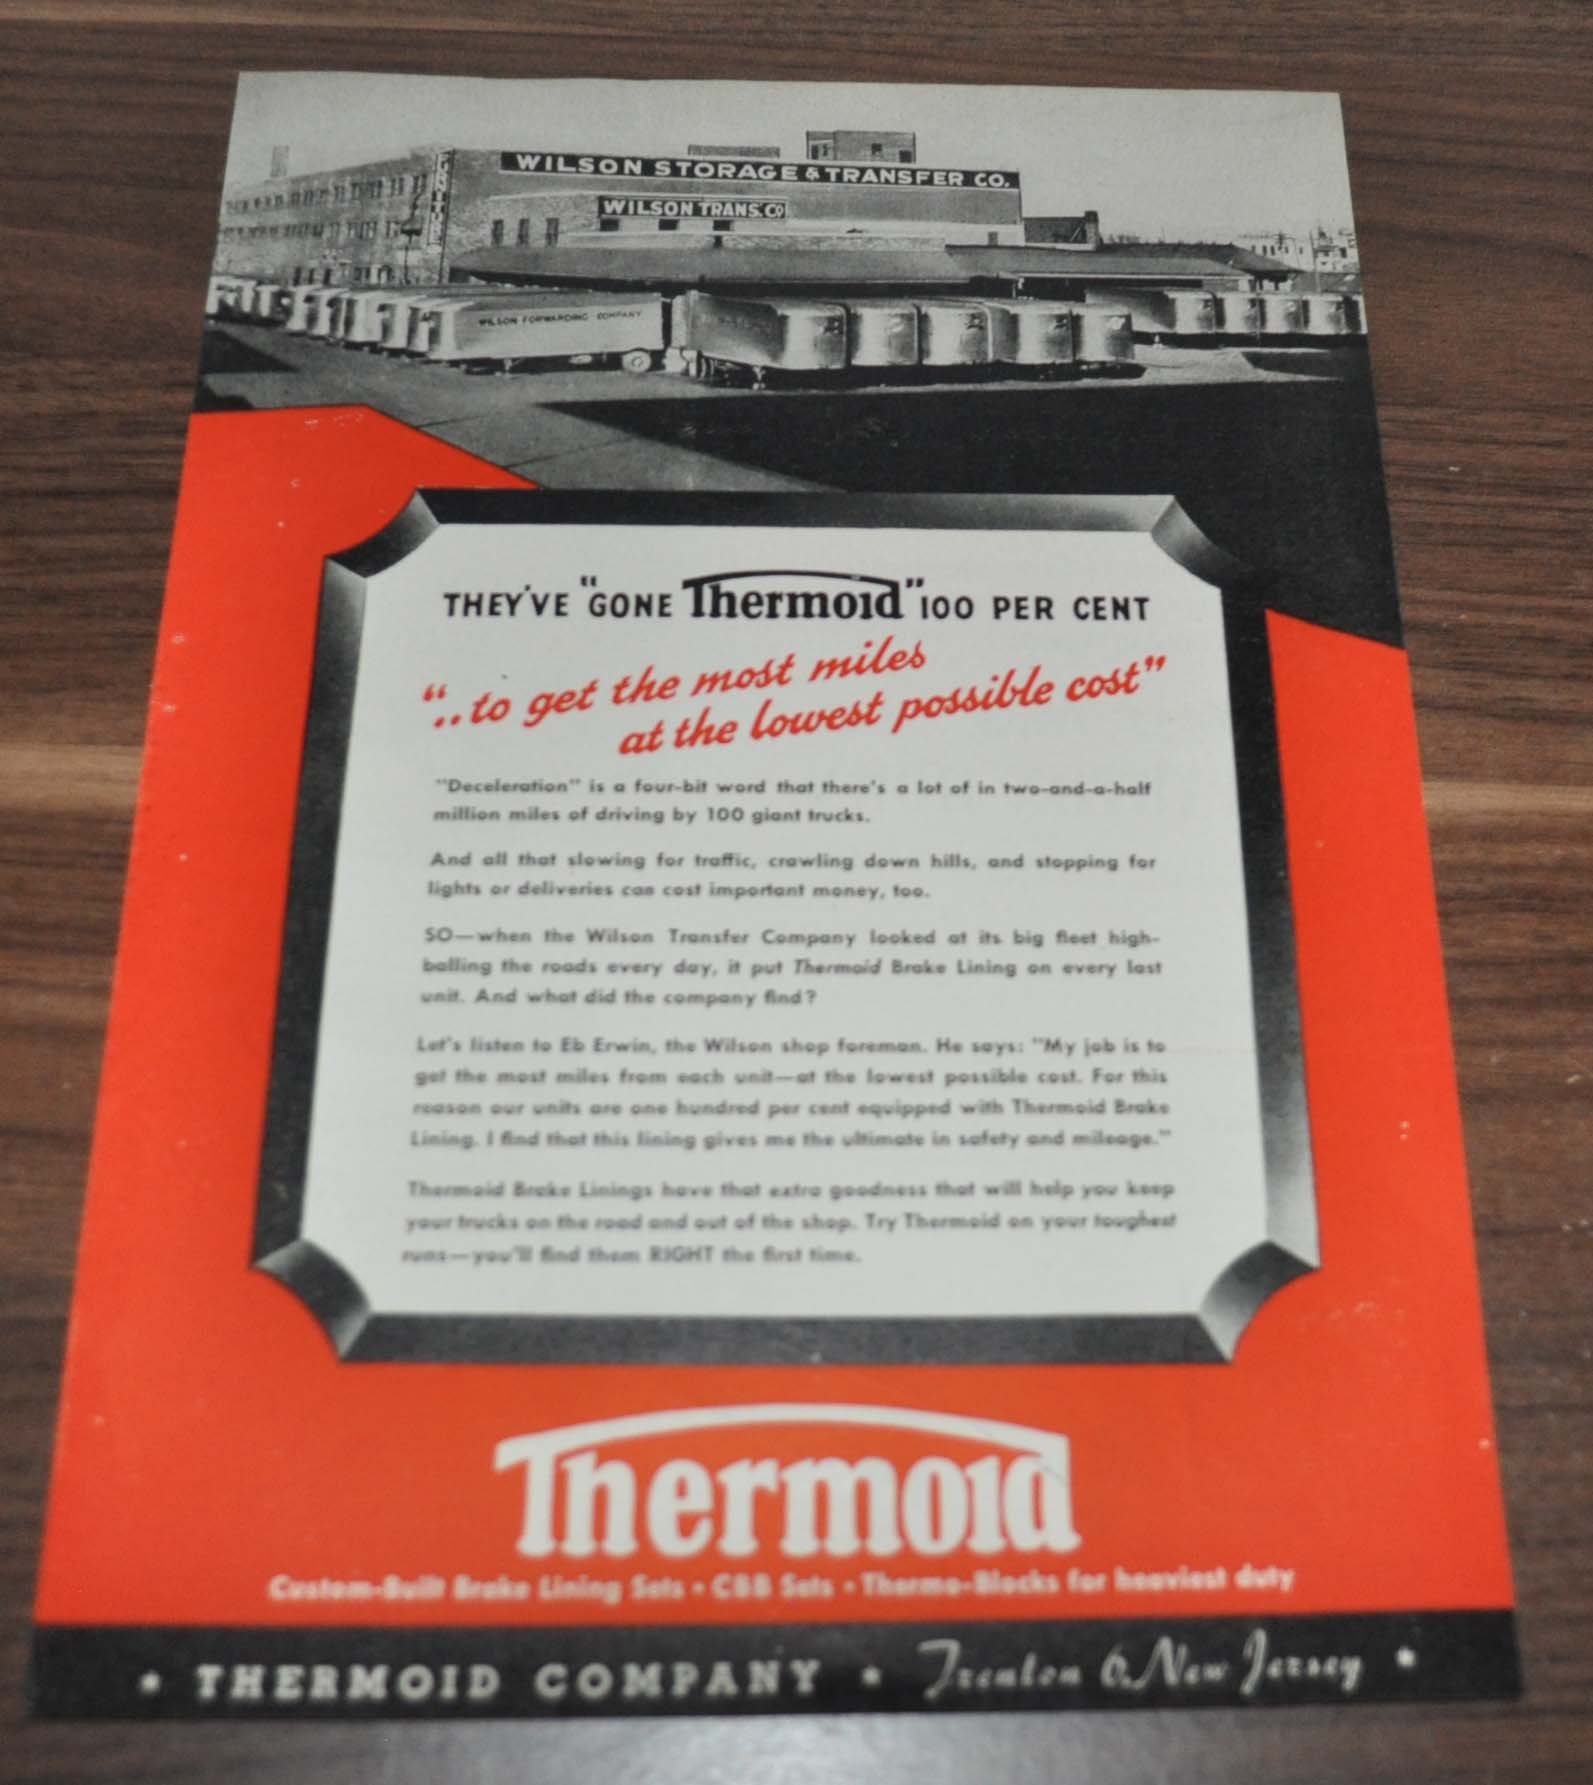 WILSON STORAGE & TRANSFER CO.
WILSON TRANS. CO
WILSON FORWARDING COMPANY
THEY'VE "GONE Thermoid" 100 PER CENT
"..to get the most miles
at the lowest possible cost"
"Deceleration" is a four-bit word that there's a lot of in two-and-a-half
million miles of driving by 100 giant trucks.
And all that slowing for traffic, crawling down hills, and stopping for
lights or deliveries can cost important money, too.
SO—when the Wilson Transfer Company looked at its big fleet high-
balling the roads every day, it put Thermoid Brake Lining on every last
unit. And what did the company find?
Let's listen to Eb Erwin, the Wilson shop foreman. He says: "My job is to
get the most miles from each unit—at the lowest possible cost. For this
reason our units are one hundred per cent equipped with Thermoid Brake
Lining. I find that this lining gives me the ultimate in safety and mileage."
Thermoid Brake Linings have that extra goodness that will help you keep
your trucks on the road and out of the shop. Try Thermoid on your toughest
runs—you'll find them RIGHT the first time.
Thermoid
Custom-Built Brake Lining Sets • CBB Sets • Thermo-Blocks for heaviest duty
* THERMOID COMPANY * Trenton 6, New Jersey *